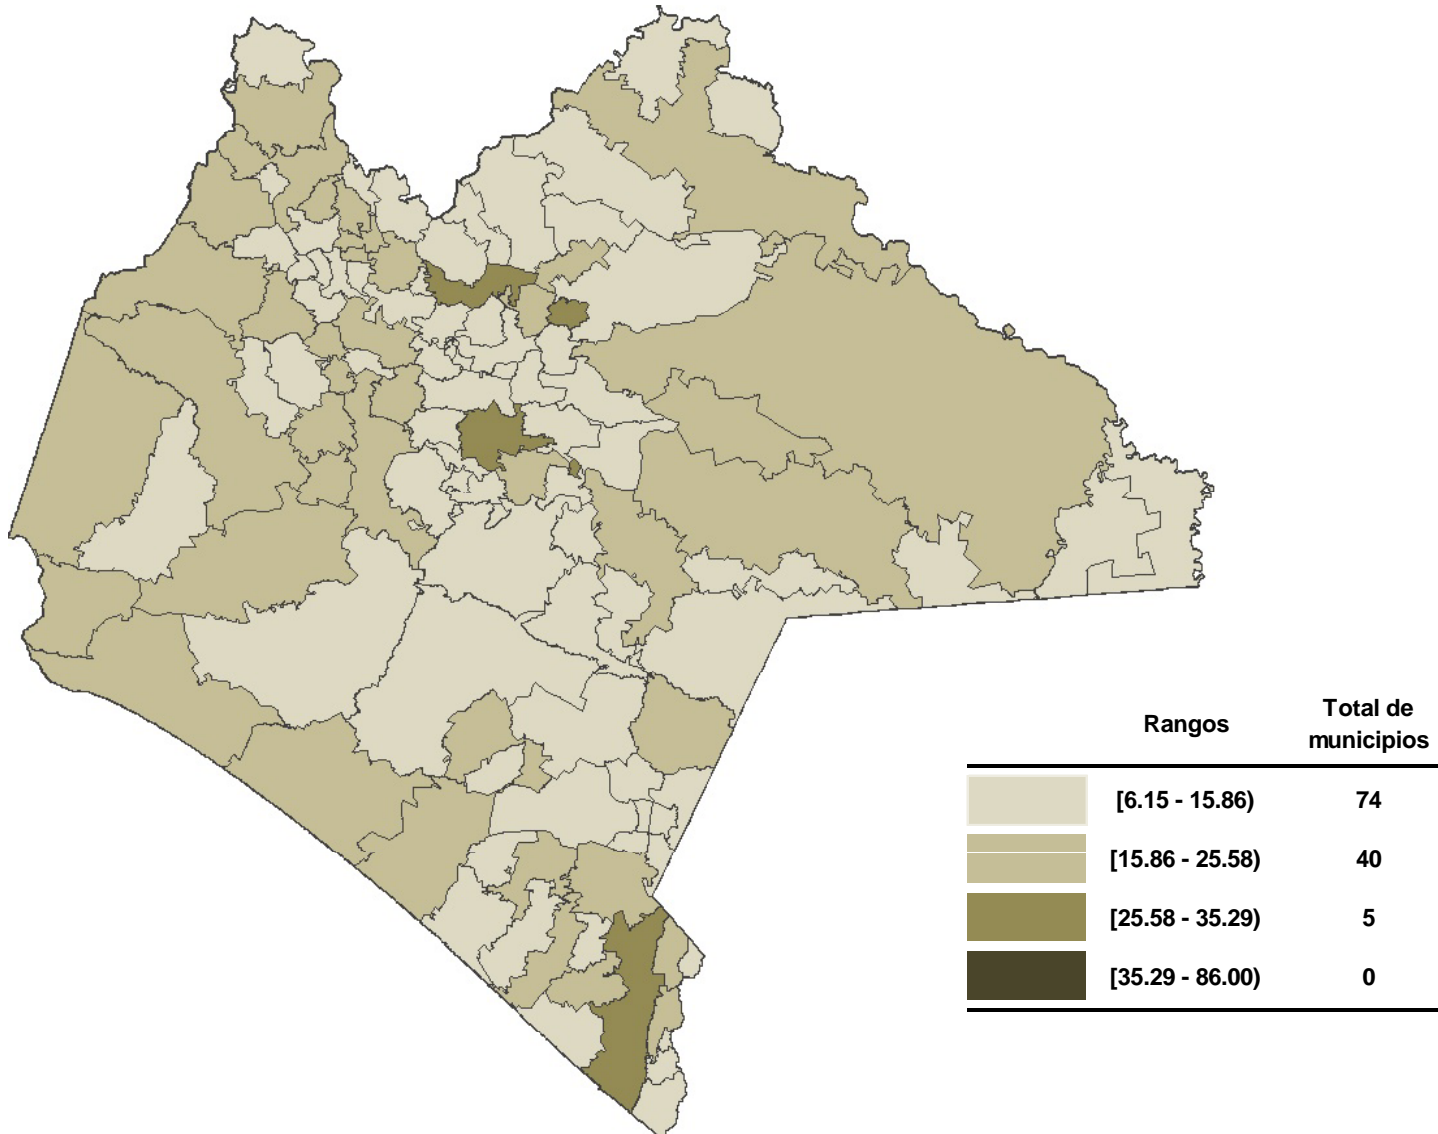 Rangos
Total de
municipios
[6.15 - 15.86) 74
[15.86 - 25.58) 40
[25.58 - 35.29) 5
[35.29 - 86.00) 0